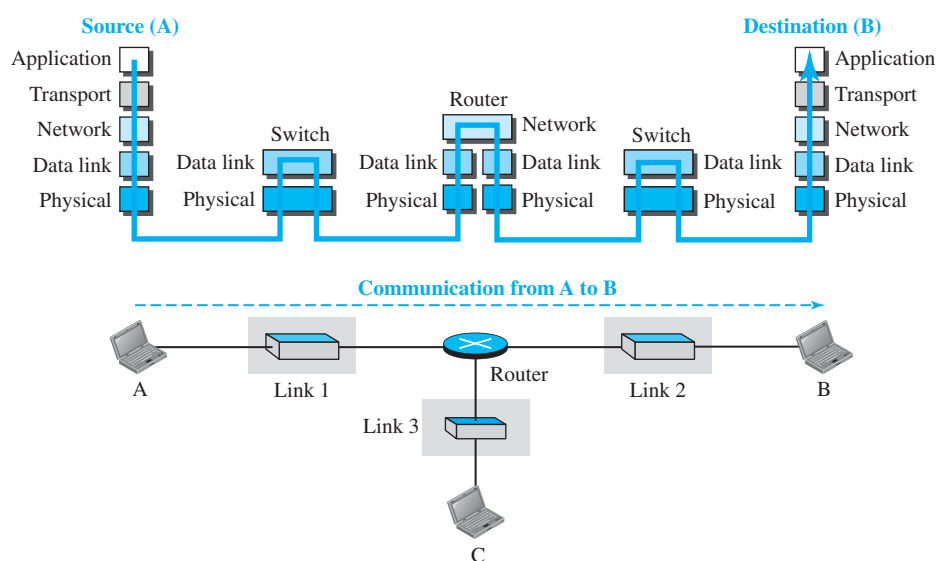 Source (A)
Destination (B)
Application
Application
Transport
Transport
Router
Network
Network
Network
Switch
Switch
Data link
Data link
Data link
Data link
Data link
Data link
Physical
Physical
Physical
Physical
Physical
Physical
Communication from A to B
A
Link 1
Router
Link 2
B
Link 3
C